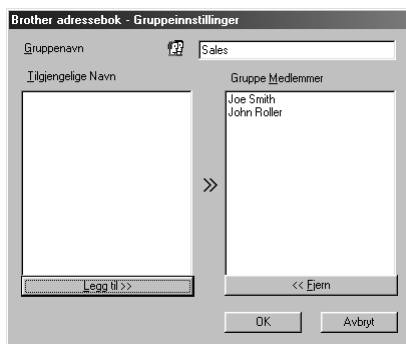 Brother adressebok - Gruppeinnstillinger
Gruppenavn
Sales
Tilgjengelige Navn
Gruppe Medlemmer
Joe Smith
John Roller
Legg til >>
<< Fjern
OK
Avbryt